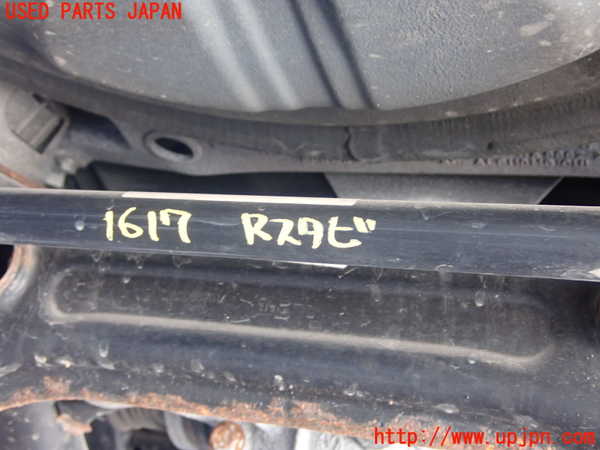 USED PARTS JAPAN
1617 Rスタビ
http://www.upjpn.com/